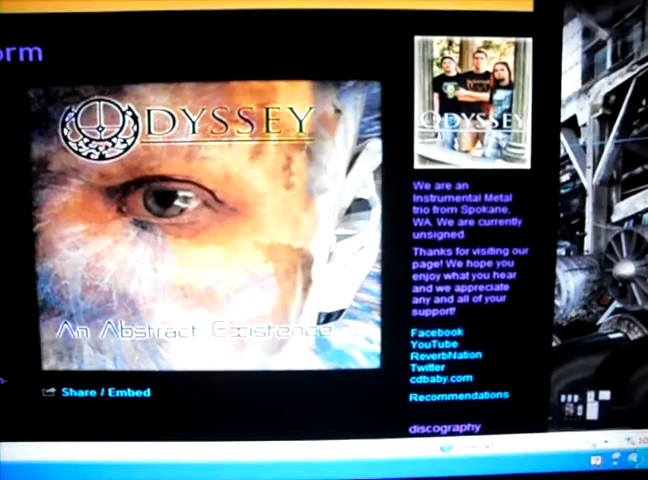 orm
ODYSSEY
An Abstract Existence
Share / Embed
ODYSSEY
We are an
Instrumental Metal
trio from Spokane,
WA. We are currently
unsigned.
Thanks for visiting our
page! We hope you
enjoy what you hear
and we appreciate
any and all of your
support!
Facebook
YouTube
ReverbNation
Twitter
cdbaby.com
Recommendations
discography